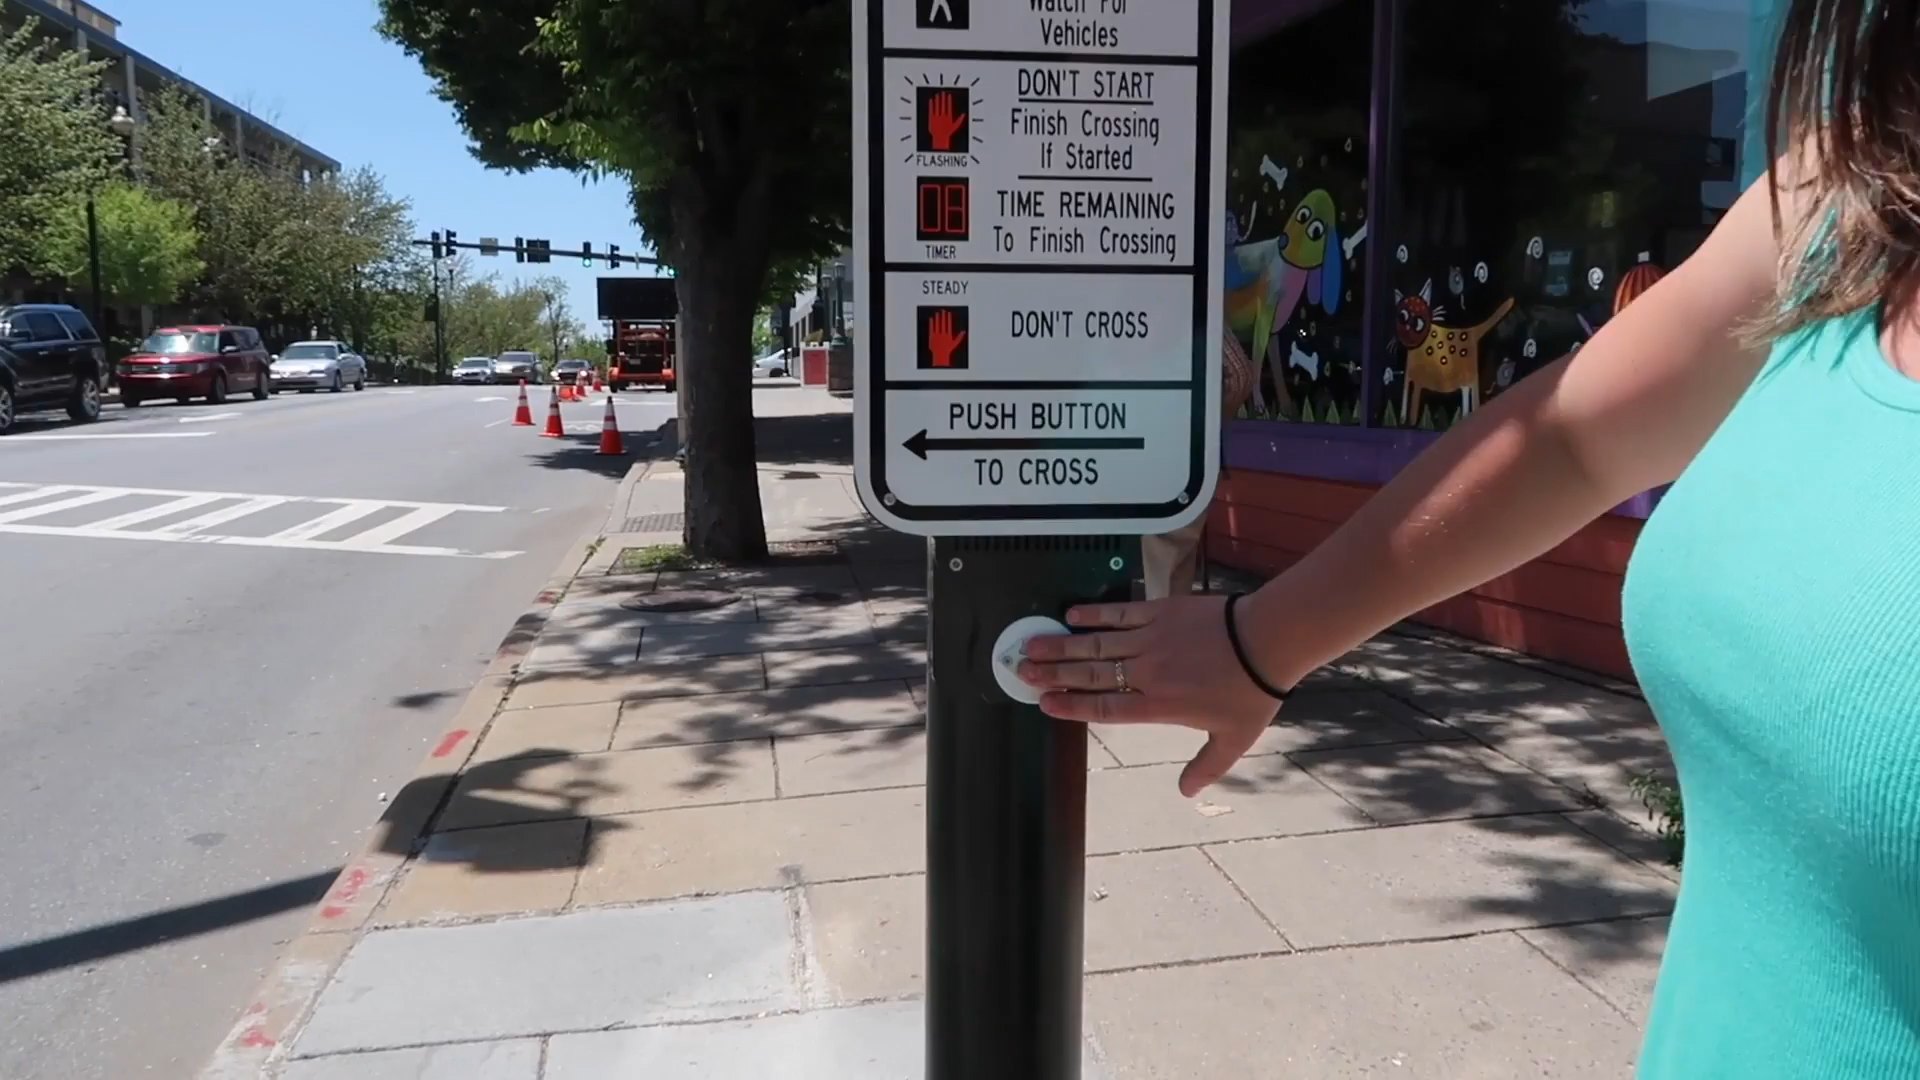 Watch For
Vehicles
DON'T START
Finish Crossing
If Started
FLASHING
08
TIME REMAINING
To Finish Crossing
TIMER
STEADY
DON'T CROSS
PUSH BUTTON
TO CROSS